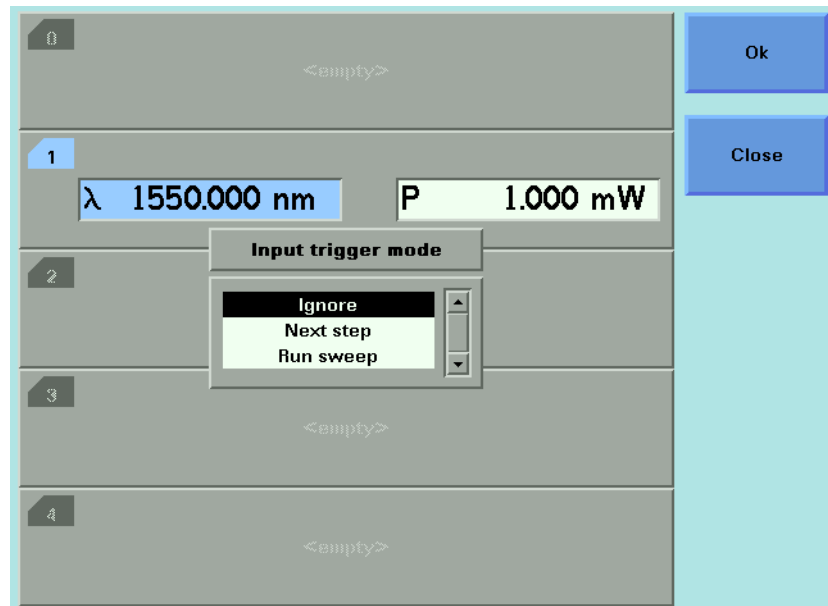 0
<empty>
Ok
1
Close
λ 1550.000 nm P 1.000 mW
Input trigger mode
2
Ignore
Next step
Run sweep
3
<empty>
4
<empty>